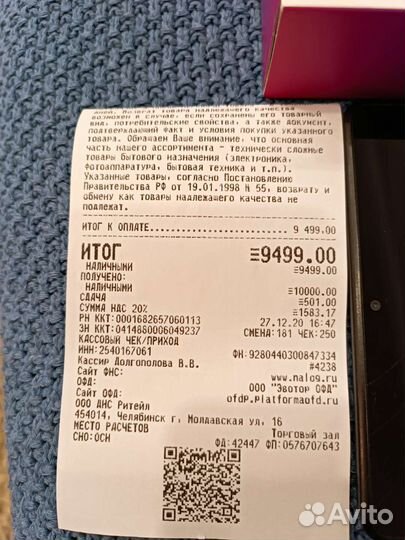 дней. Возврат товара надлежащего качества
возможен в случае, если сохранены его товарный
вид, потребительские свойства, а также документ,
подтверждающий факт и условия покупки указанного
товара. Обращаем Ваше внимание, что основная
часть нашего ассортимента - технически сложные
товары бытового назначения (электроника,
фотоаппаратура, бытовая техника и т.п.).
Указанные товары, согласно Постановлению
Правительства РФ от 19.01.1998 № 55, возврату и
обмену как товары надлежащего качества не
подлежат.
ИТОГ К ОПЛАТЕ 9 499.00
ИТОГ ≡9499.00
НАЛИЧНЫМИ ≡9499.00
ПОЛУЧЕНО:
НАЛИЧНЫМИ ≡10000.00
СДАЧА ≡501.00
СУММА НДС 20% ≡1583.17
РН ККТ:0001682657060113 27.12.20 16:47
ЗН ККТ:0414880006049237 СМЕНА:181 ЧЕК:250
КАССОВЫЙ ЧЕК/ПРИХОД
ИНН:2540167061 ФН:9280440300847334
Кассир Долгополова В.В. #4238
Сайт ФНС: www.nalog.ru
ОФД: ООО "Эвотор ОФД"
Сайт ОФД: ofdp.platformaofd.ru
ООО ДНС Ритейл
454014, Челябинск г, Молдавская ул, 16
МЕСТО РАСЧЕТОВ Торговый зал
СНО:ОСН ФД:42447 ФП:0576707643
Avito